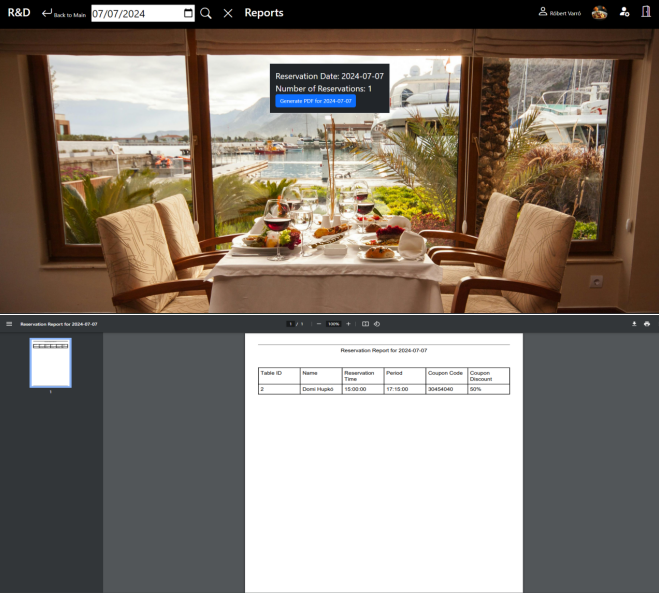 R&D
Back to Main
07/07/2024
Reports
Róbert Varró
Reservation Date: 2024-07-07
Number of Reservations: 1
Generate PDF for 2024-07-07
Reservation Report for 2024-07-07
1 / 1
100%
1
Reservation Report for 2024-07-07
Table ID Name Reservation Time Period Coupon Code Coupon Discount
2 Domi Hupkó 15:00:00 17:15:00 30454040 50%